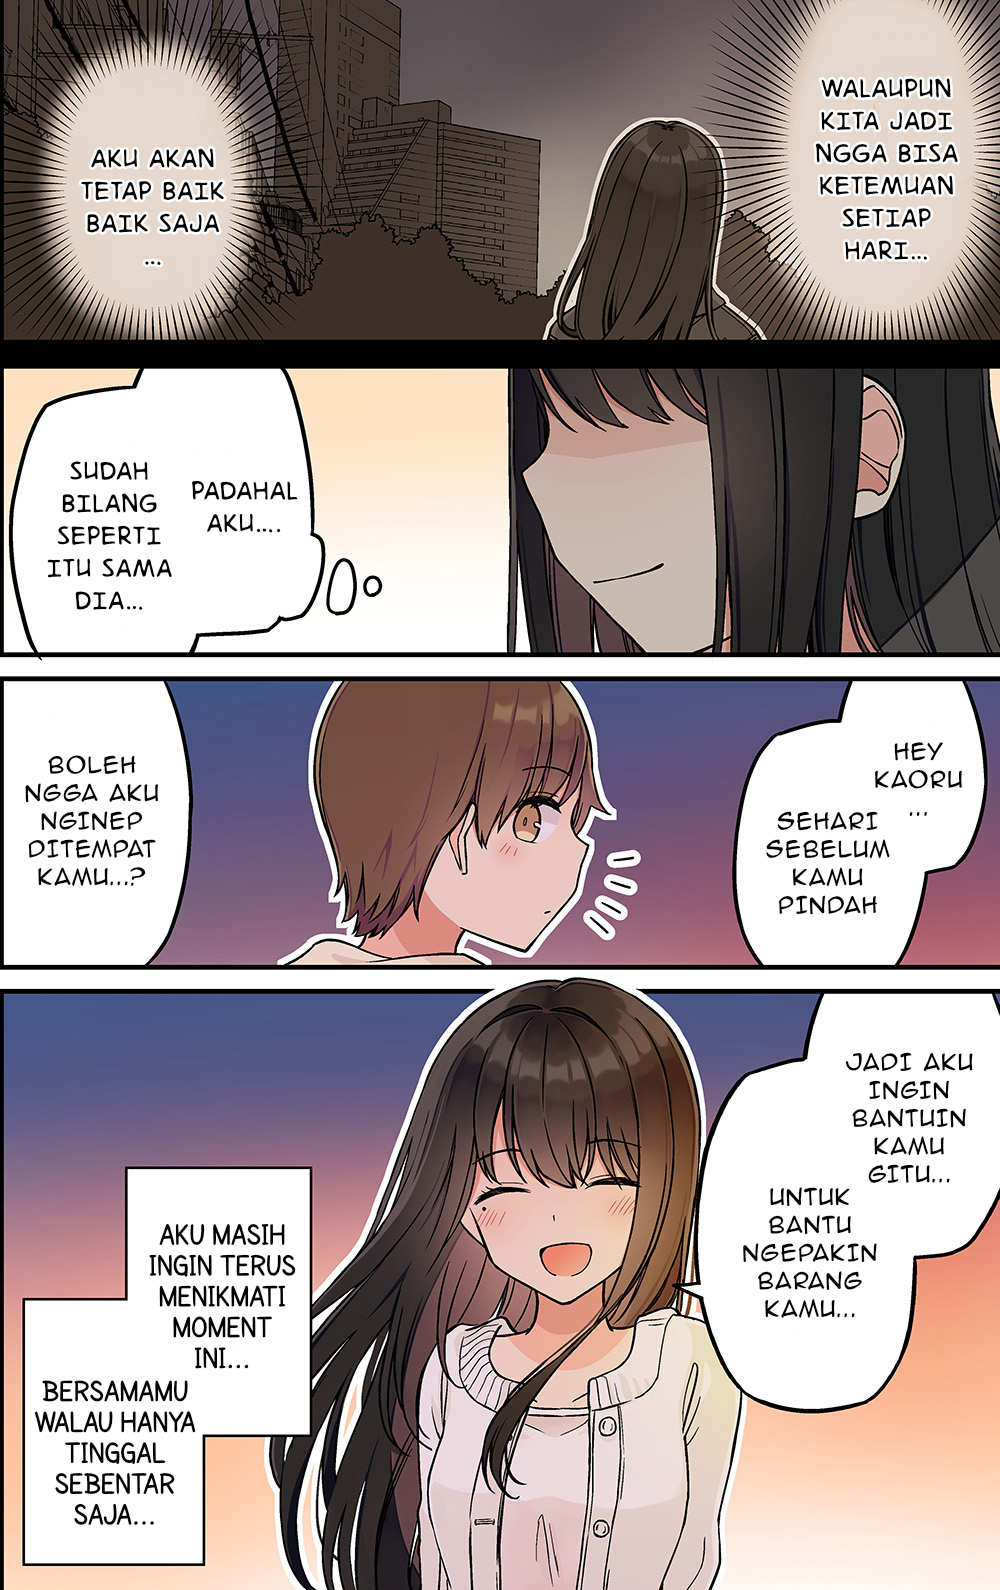 WALAUPUN
KITA JADI
NGGA BISA
KETEMUAN
SETIAP
HARI...
AKU AKAN
TETAP BAIK
BAIK SAJA
...
PADAHAL
AKU....
SUDAH
BILANG
SEPERTI
ITU SAMA
DIA...
HEY
KAORU
...
SEHARI
SEBELUM
KAMU
PINDAH
BOLEH
NGGA AKU
NGINEP
DITEMPAT
KAMU...?
JADI AKU
INGIN
BANTUIN
KAMU
GITU...
UNTUK
BANTU
NGEPAKIN
BARANG
KAMU...
AKU MASIH
INGIN TERUS
MENIKMATI
MOMENT
INI...
BERSAMAMU
WALAU HANYA
TINGGAL
SEBENTAR
SAJA...